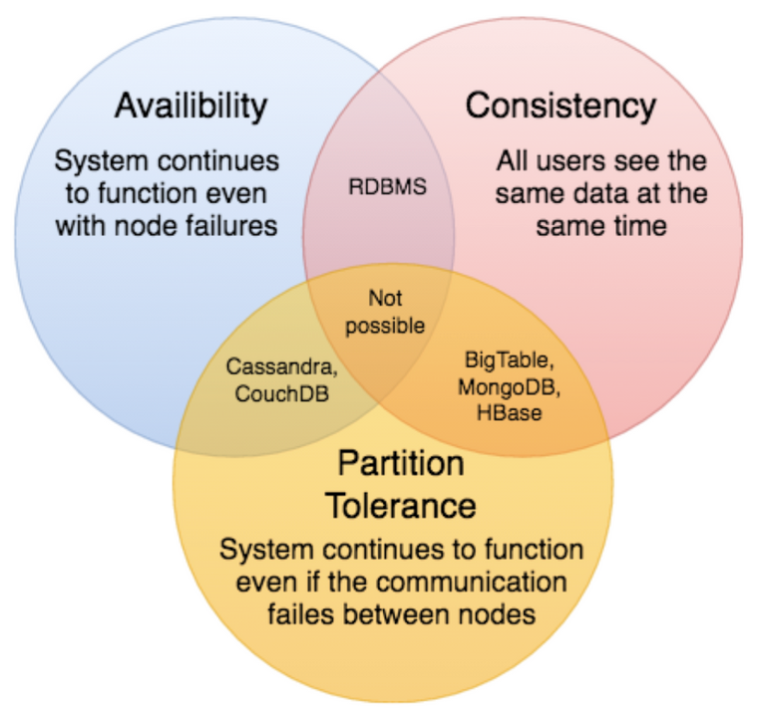 Availibility
System continues
to function even
with node failures
Consistency
All users see the
same data at the
same time
RDBMS
Not
possible
Cassandra,
CouchDB
BigTable,
MongoDB,
HBase
Partition
Tolerance
System continues to function
even if the communication
failes between nodes